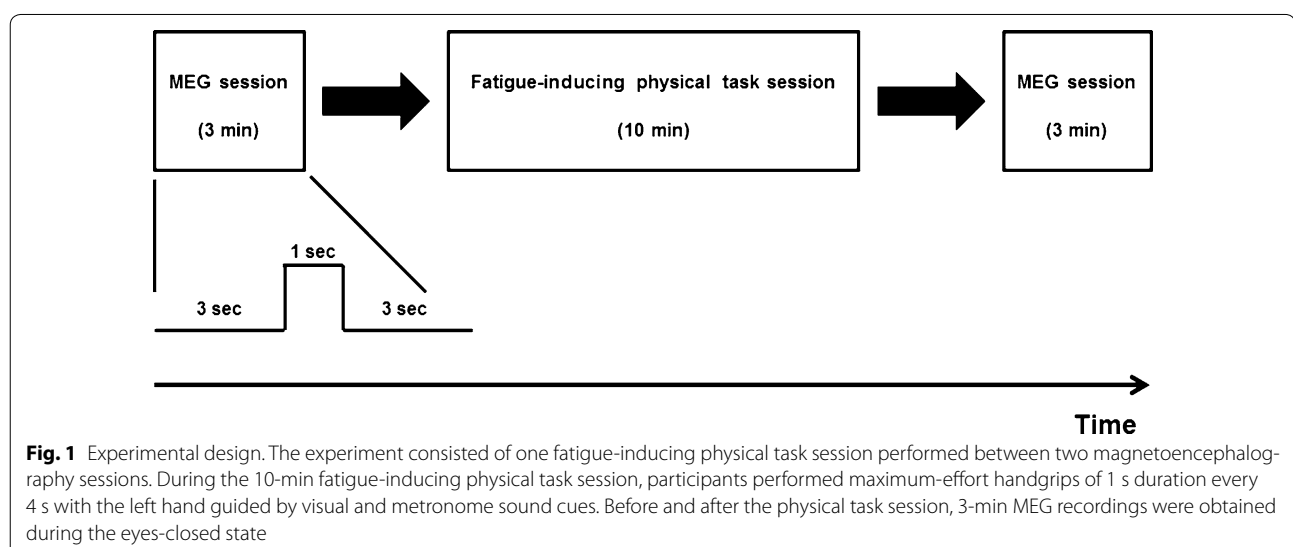 MEG session
(3 min)
Fatigue-inducing physical task session
(10 min)
MEG session
(3 min)
1 sec
3 sec
3 sec
Time
Fig. 1 Experimental design. The experiment consisted of one fatigue-inducing physical task session performed between two magnetoencephalog-
raphy sessions. During the 10-min fatigue-inducing physical task session, participants performed maximum-effort handgrips of 1 s duration every
4 s with the left hand guided by visual and metronome sound cues. Before and after the physical task session, 3-min MEG recordings were obtained
during the eyes-closed state